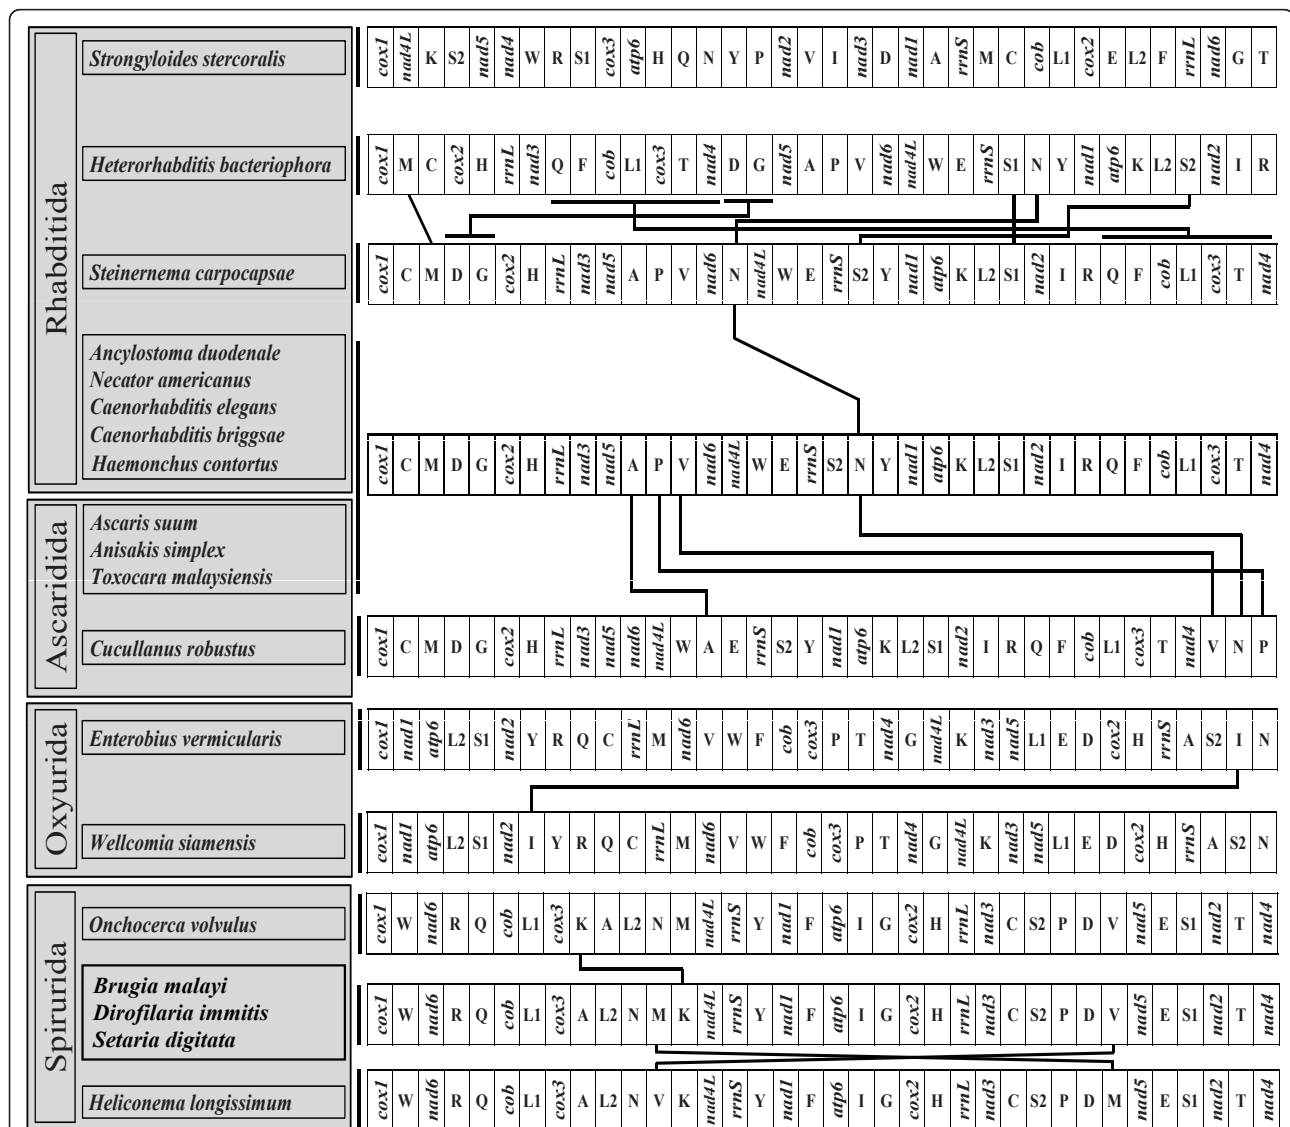 Rhabditida
Strongyloides stercoralis
cox1 nad4L K S2 nad5 nad4 W R S1 cox3 atp6 H Q N Y P nad2 V I nad3 D nad1 A rrnS M C cob L1 cox2 E L2 F rrnL nad6 G T
Heterorhabditis bacteriophora
cox1 M C cox2 H rrnL nad3 Q F cob L1 cox3 T nad4 D G nad5 A P V nad6 nad4L W E rrnS S1 N Y nad1 atp6 K L2 S2 nad2 I R
Steinernema carpocapsae
cox1 C M D G cox2 H rrnL nad3 nad5 A P V nad6 N nad4L W E rrnS S2 Y nad1 atp6 K L2 S1 nad2 I R Q F cob L1 cox3 T nad4
Ancylostoma duodenale
Necator americanus
Caenorhabditis elegans
Caenorhabditis briggsae
Haemonchus contortus
cox1 C M D G cox2 H rrnL nad3 nad5 A P V nad6 nad4L W E rrnS S2 N Y nad1 atp6 K L2 S1 nad2 I R Q F cob L1 cox3 T nad4
Ascaridida
Ascaris suum
Anisakis simplex
Toxocara malaysiensis
Cucullanus robustus
cox1 C M D G cox2 H rrnL nad3 nad5 nad6 nad4L W A E rrnS S2 Y nad1 atp6 K L2 S1 nad2 I R Q F cob L1 cox3 T nad4 V N P
Oxyurida
Enterobius vermicularis
cox1 nad1 atp6 L2 S1 nad2 Y R Q C rrnL M nad6 V W F cob cox3 P T nad4 G nad4L K nad3 nad5 L1 E D cox2 H rrnS A S2 I N
Wellcomia siamensis
cox1 nad1 atp6 L2 S1 nad2 I Y R Q C rrnL M nad6 V W F cob cox3 P T nad4 G nad4L K nad3 nad5 L1 E D cox2 H rrnS A S2 N
Spirurida
Onchocerca volvulus
cox1 W nad6 R Q cob L1 cox3 K A L2 N M nad4L rrnS Y nad1 F atp6 I G cox2 H rrnL nad3 C S2 P D V nad5 E S1 nad2 T nad4
Brugia malayi
Dirofilaria immitis
Setaria digitata
cox1 W nad6 R Q cob L1 cox3 A L2 N M K nad4L rrnS Y nad1 F atp6 I G cox2 H rrnL nad3 C S2 P D V nad5 E S1 nad2 T nad4
Heliconema longissimum
cox1 W nad6 R Q cob L1 cox3 A L2 N V K nad4L rrnS Y nad1 F atp6 I G cox2 H rrnL nad3 C S2 P D M nad5 E S1 nad2 T nad4